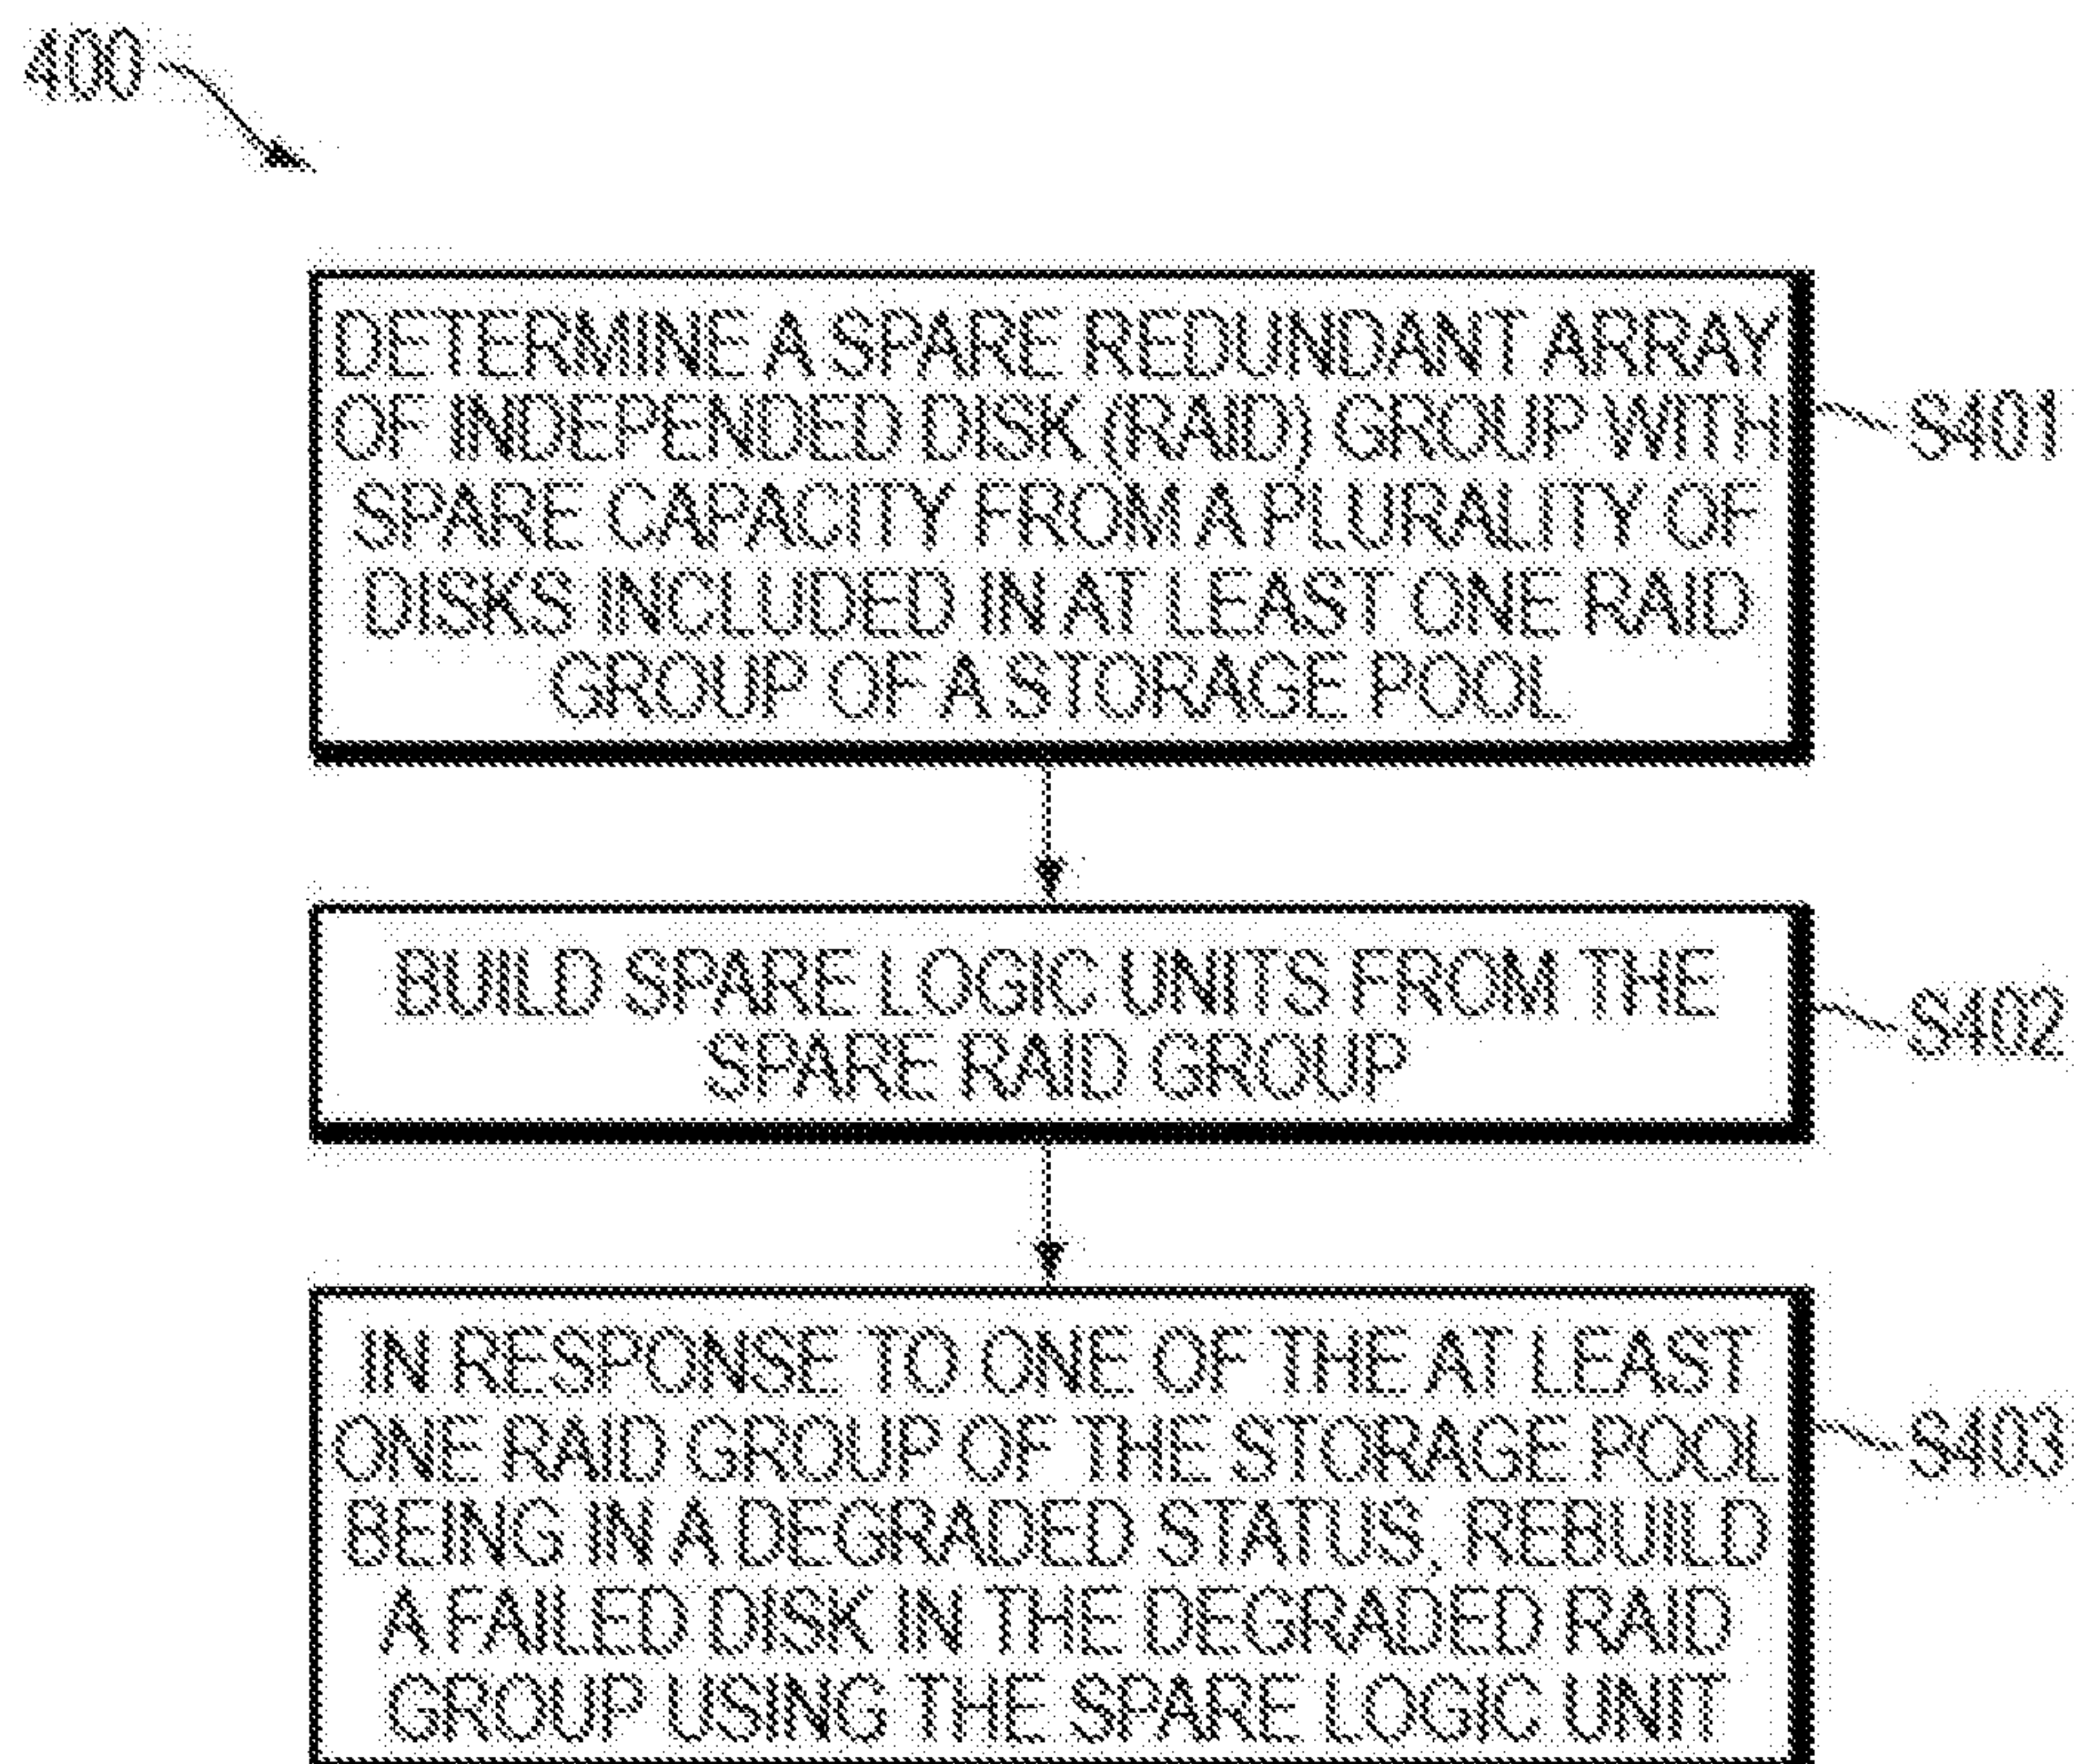 400
DETERMINE A SPARE REDUNDANT ARRAY
OF INDEPENDED DISK (RAID) GROUP WITH
SPARE CAPACITY FROM A PLURALITY OF
DISKS INCLUDED IN AT LEAST ONE RAID
GROUP OF A STORAGE POOL
S401
BUILD SPARE LOGIC UNITS FROM THE
SPARE RAID GROUP
S402
IN RESPONSE TO ONE OF THE AT LEAST
ONE RAID GROUP OF THE STORAGE POOL
BEING IN A DEGRADED STATUS, REBUILD
A FAILED DISK IN THE DEGRADED RAID
GROUP USING THE SPARE LOGIC UNIT
S403